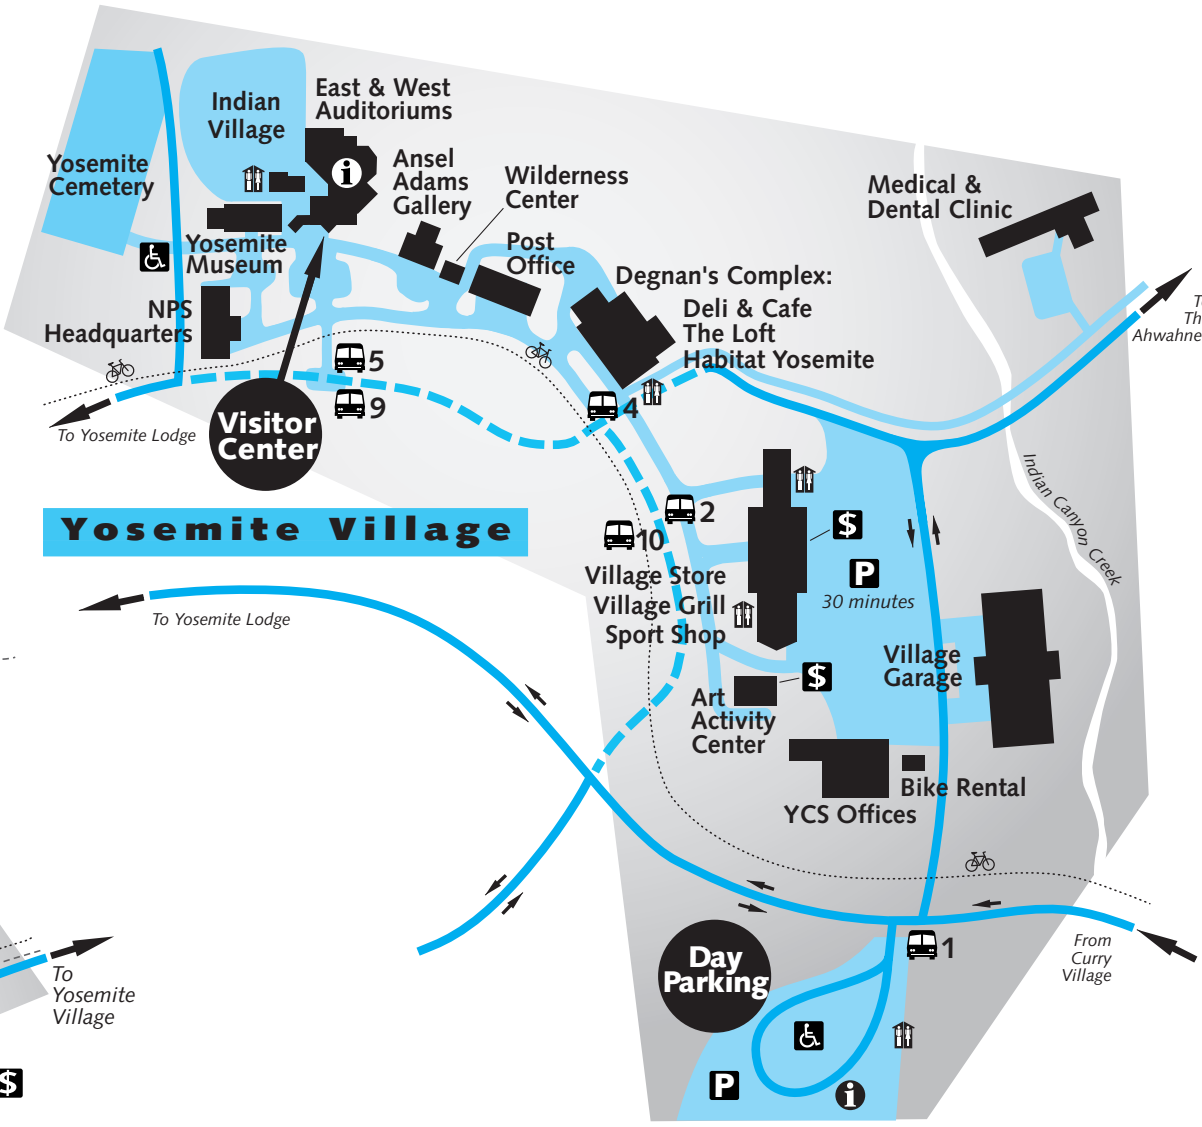 East & West
Auditoriums
Indian
Village
Yosemite
Cemetery
i
Ansel
Adams
Gallery
Wilderness
Center
Medical &
Dental Clinic
Yosemite
Museum
Post
Office
Degnan's Complex:
Deli & Cafe
The Loft
Habitat Yosemite
NPS
Headquarters
Ahwahne
5
9
4
To Yosemite Lodge
Visitor
Center
Indian Canyon Creek
2
10
$
Yosemite Village
Village Store
Village Grill
Sport Shop
P
30 minutes
To Yosemite Lodge
Village
Garage
$
Art
Activity
Center
Bike Rental
YCS Offices
1
From
Curry
Village
Day
Parking
To
Yosemite
Village
P
i
$